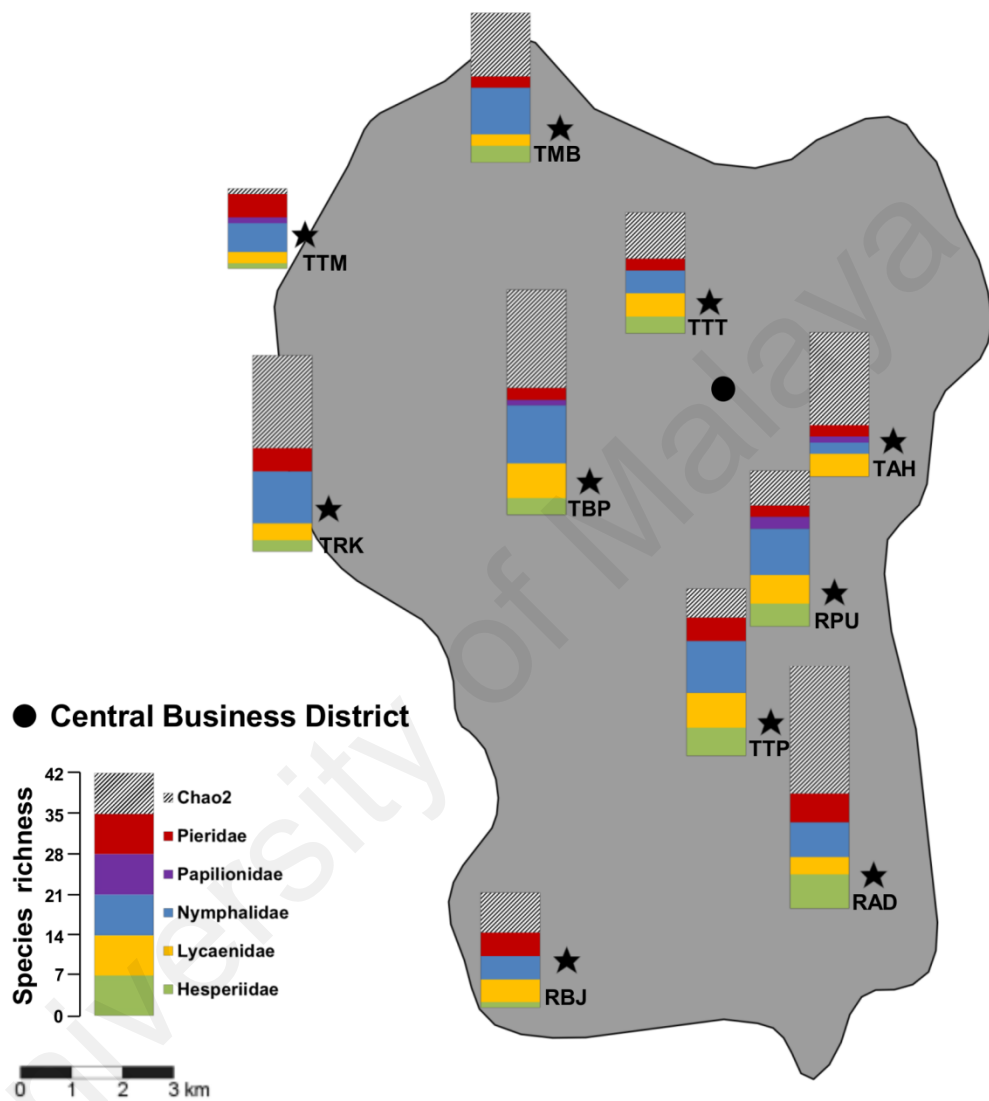 TMB
TTM
TTT
TAH
TBP
TRK
RPU
TTP
RAD
RBJ
Central Business District
Species richness
42
35
28
21
14
7
0
Chao2
Pieridae
Papilionidae
Nymphalidae
Lycaenidae
Hesperiidae
0 1 2 3 km
University of Malaya